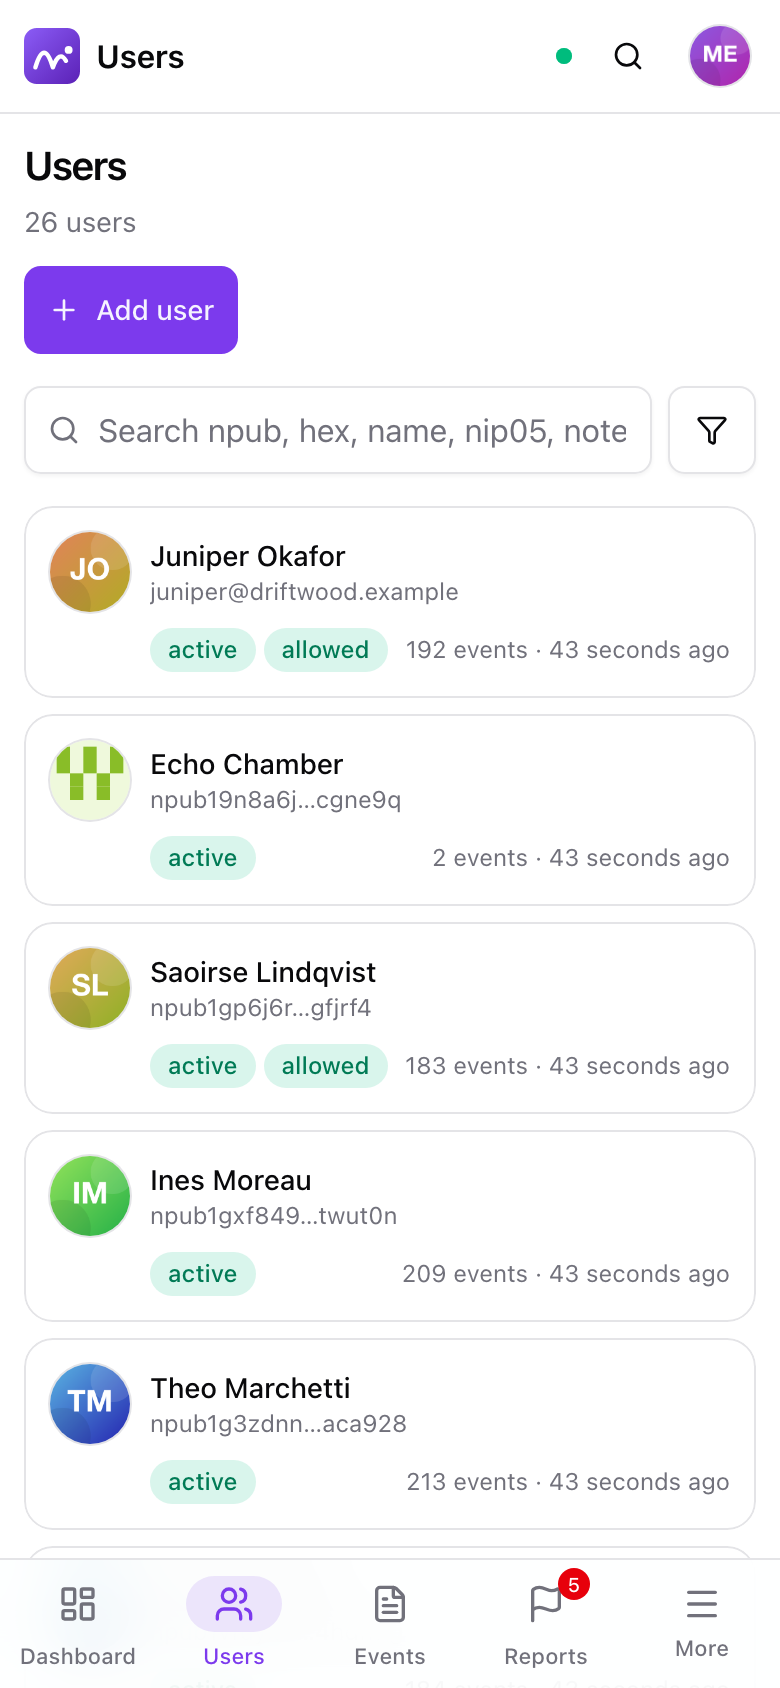 Users
ME
Users
26 users
Add user
Search npub, hex, name, nip05, note
JO
Juniper Okafor
juniper@driftwood.example
active allowed 192 events · 43 seconds ago
Echo Chamber
npub19n8a6j...cgne9q
active 2 events · 43 seconds ago
SL
Saoirse Lindqvist
npub1gp6j6r...gfjrf4
active allowed 183 events · 43 seconds ago
IM
Ines Moreau
npub1gxf849...twut0n
active 209 events · 43 seconds ago
TM
Theo Marchetti
npub1g3zdnn...aca928
active 213 events · 43 seconds ago
5
Dashboard Users Events Reports More